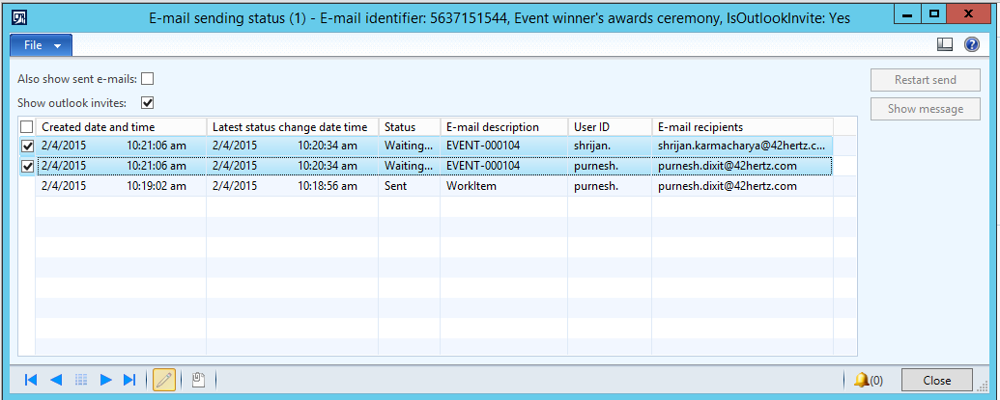 E-mail sending status (1) - E-mail identifier: 5637151544, Event winner's awards ceremony, IsOutlookInvite: Yes
File
Also show sent e-mails:
Restart send
Show outlook invites:
Show message
Created date and time Latest status change date time Status E-mail description User ID E-mail recipients
2/4/2015 10:21:06 am 2/4/2015 10:20:34 am Waiting... EVENT-000104 shrijan. shrijan.karmacharya@42hertz.c...
2/4/2015 10:21:06 am 2/4/2015 10:20:34 am Waiting... EVENT-000104 purnesh. purnesh.dixit@42hertz.com
2/4/2015 10:19:02 am 2/4/2015 10:18:56 am Sent WorkItem purnesh. purnesh.dixit@42hertz.com
(0) Close